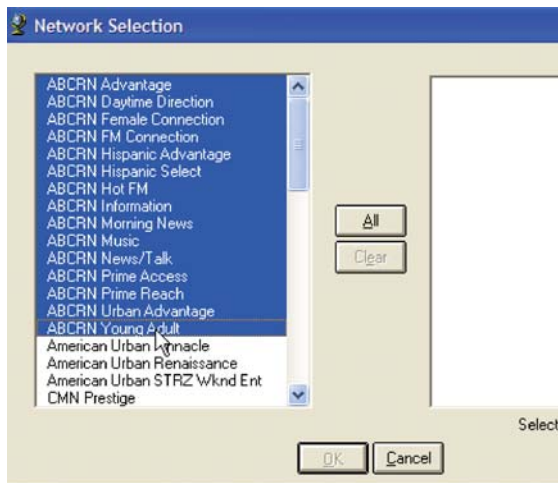 Network Selection
ABCRN Advantage
ABCRN Daytime Direction
ABCRN Female Connection
ABCRN FM Connection
ABCRN Hispanic Advantage
ABCRN Hispanic Select
ABCRN Hot FM
ABCRN Information
ABCRN Morning News
ABCRN Music
ABCRN News/Talk
ABCRN Prime Access
ABCRN Prime Reach
ABCRN Urban Advantage
ABCRN Young Adult
American Urban Pinnacle
American Urban Renaissance
American Urban STRZ Wknd Ent
CMN Prestige
All
Clear
Select
OK
Cancel